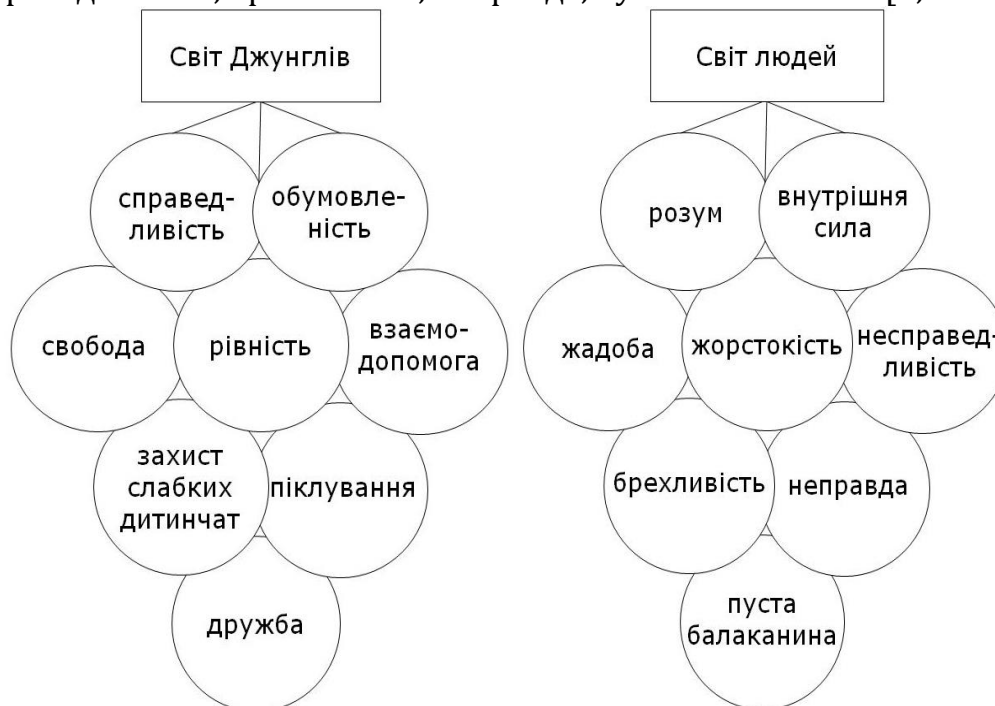 Світ Джунглів
справед-
ливість
обумовле-
ність
свобода
рівність
взаємо-
допомога
захист
слабких
дитинчат
піклування
дружба
Світ людей
розум
внутрішня
сила
жадоба
жорстокість
несправед-
ливість
брехливість
неправда
пуста
балаканина